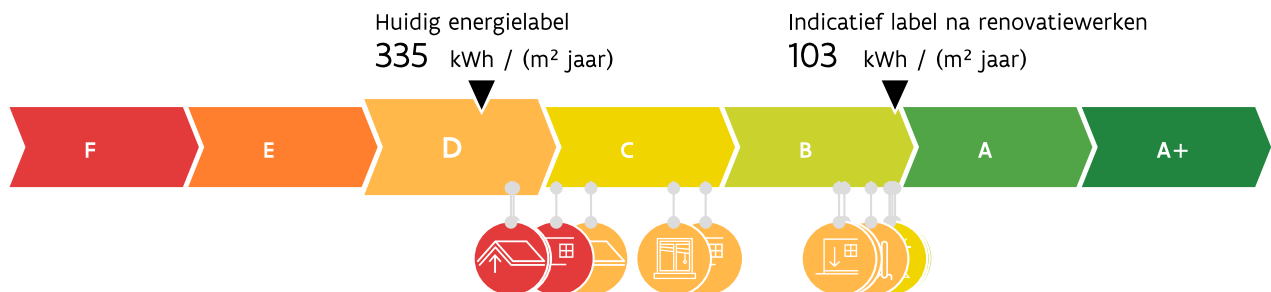 Huidig energielabel
335 kWh / (m² jaar)
Indicatief label na renovatiewerken
103 kWh / (m² jaar)
F E D C B A A+